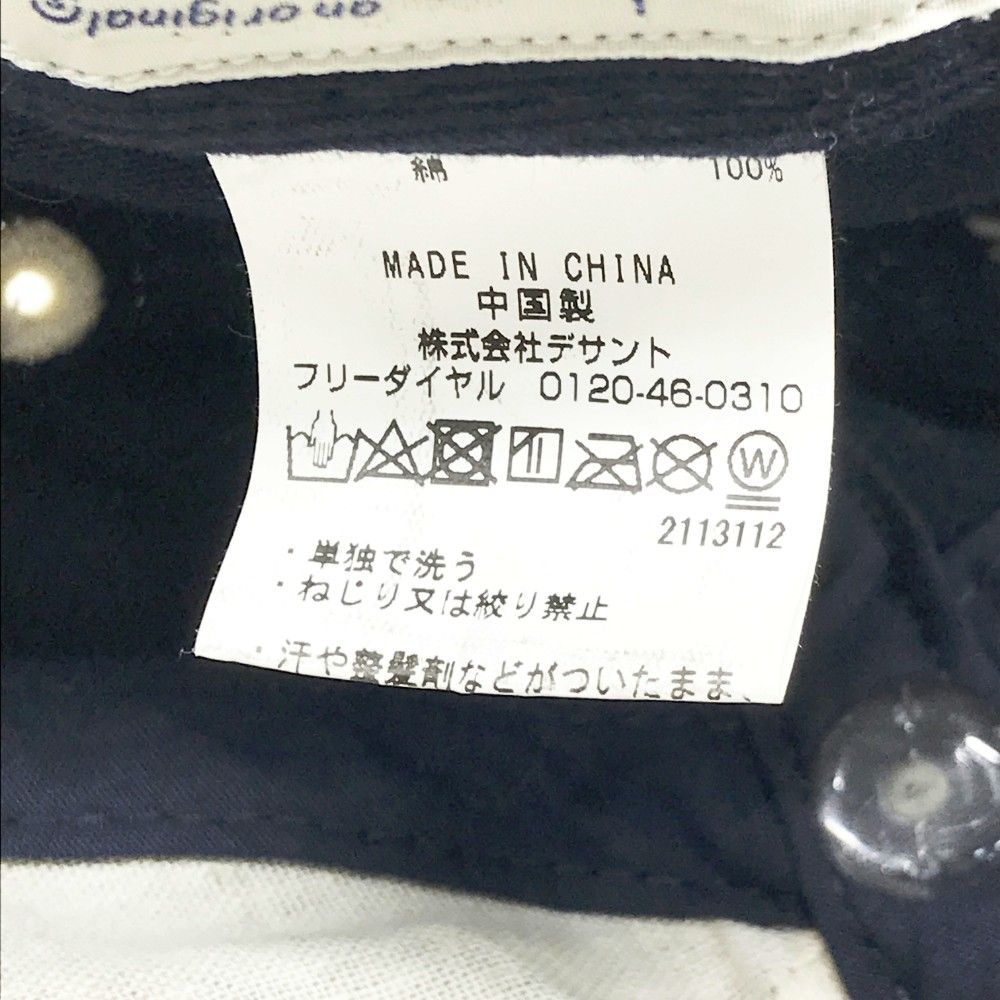 an original®
綿 100%
MADE IN CHINA
中国製
株式会社デサント
フリーダイヤル 0120-46-0310
W
2113112
・単独で洗う
・ねじり又は絞り禁止
・汗や整髪剤などがついたまま、